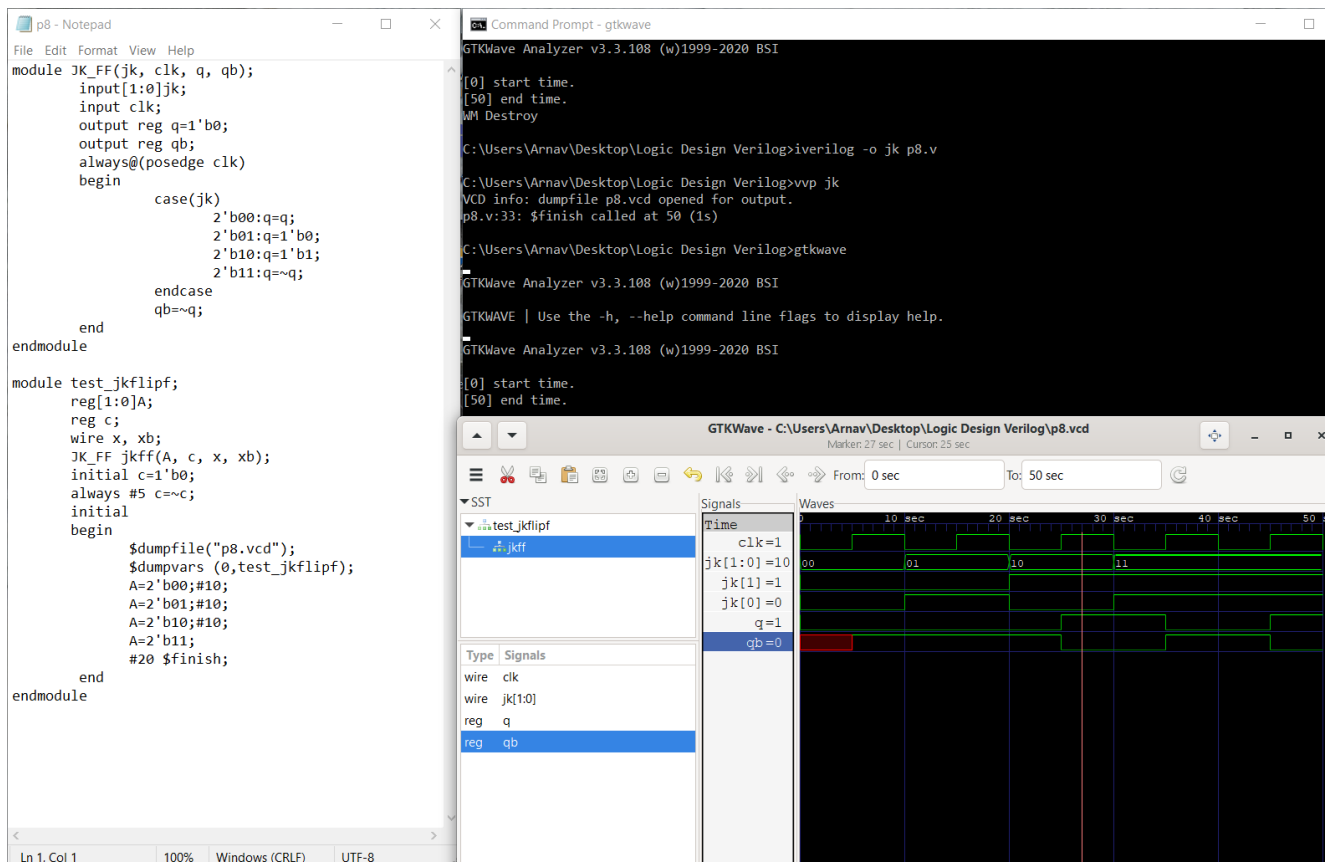 p8 - Notepad
File Edit Format View Help
module JK_FF(jk, clk, q, qb);
input[1:0]jk;
input clk;
output reg q=1'b0;
output reg qb;
always@(posedge clk)
begin
case(jk)
2'b00:q=q;
2'b01:q=1'b0;
2'b10:q=1'b1;
2'b11:q=~q;
endcase
qb=~q;
end
endmodule
module test_jkflipf;
reg[1:0]A;
reg c;
wire x, xb;
JK_FF jkff(A, c, x, xb);
initial c=1'b0;
always #5 c=~c;
initial
begin
$dumpfile("p8.vcd");
$dumpvars (0,test_jkflipf);
A=2'b00;#10;
A=2'b01;#10;
A=2'b10;#10;
A=2'b11;
#20 $finish;
end
endmodule
Ln 1, Col 1 100% Windows (CRLF) UTF-8
Command Prompt - gtkwave
GTKWave Analyzer v3.3.108 (w)1999-2020 BSI
[0] start time.
[50] end time.
WM Destroy
C:\Users\Arnav\Desktop\Logic Design Verilog>iverilog -o jk p8.v
C:\Users\Arnav\Desktop\Logic Design Verilog>vvp jk
VCD info: dumpfile p8.vcd opened for output.
p8.v:33: $finish called at 50 (1s)
C:\Users\Arnav\Desktop\Logic Design Verilog>gtkwave
GTKWave Analyzer v3.3.108 (w)1999-2020 BSI
GTKWAVE | Use the -h, --help command line flags to display help.
GTKWave Analyzer v3.3.108 (w)1999-2020 BSI
[0] start time.
[50] end time.
GTKWave - C:\Users\Arnav\Desktop\Logic Design Verilog\p8.vcd
Marker: 27 sec | Cursor: 25 sec
From: 0 sec To: 50 sec
SST
test_jkflipf
jkff
Type Signals
wire clk
wire jk[1:0]
reg q
reg qb
Signals
Time
clk=1
jk[1:0]=10
jk[1]=1
jk[0]=0
q=1
qb=0
Waves
0 10 sec 20 sec 30 sec 40 sec 50
00 01 10 11